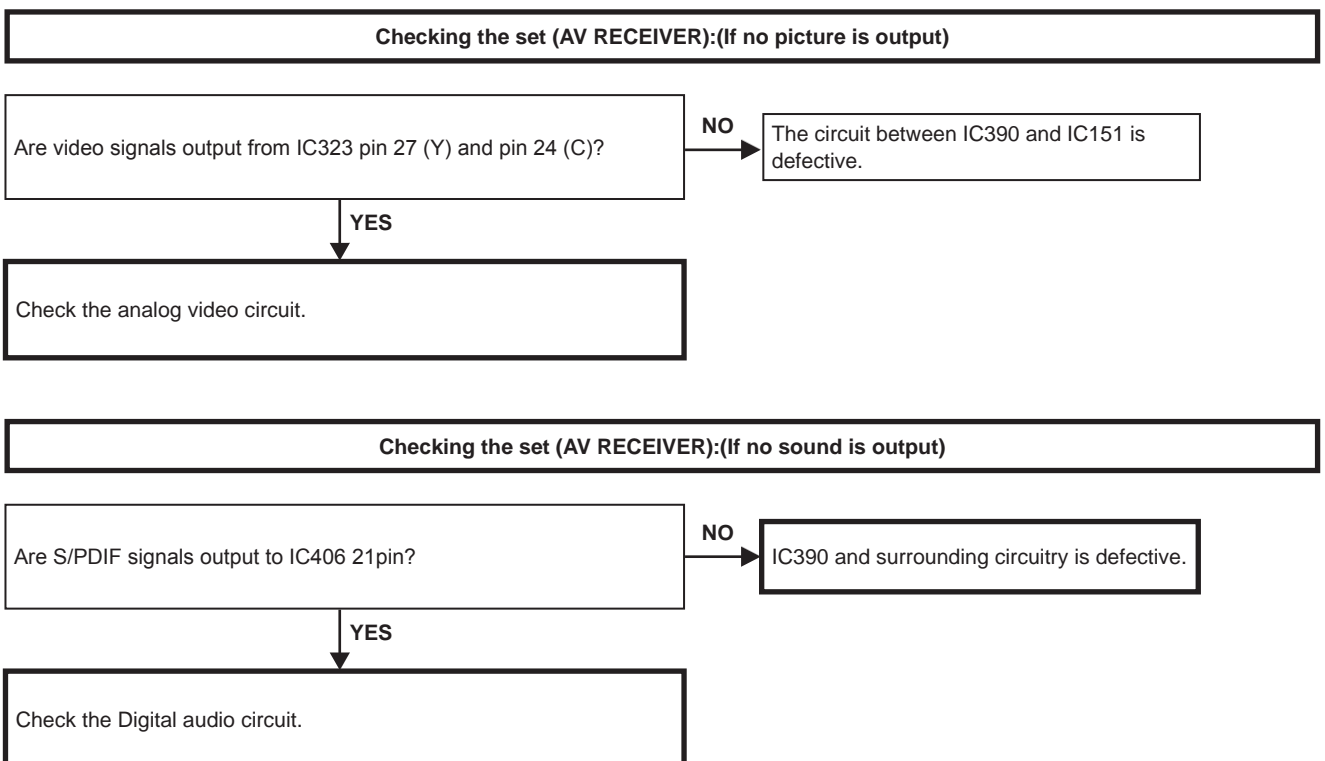 Checking the set (AV RECEIVER):(If no picture is output)
Are video signals output from IC323 pin 27 (Y) and pin 24 (C)?
NO
The circuit between IC390 and IC151 is
defective.
YES
Check the analog video circuit.
Checking the set (AV RECEIVER):(If no sound is output)
Are S/PDIF signals output to IC406 21pin?
NO
IC390 and surrounding circuitry is defective.
YES
Check the Digital audio circuit.